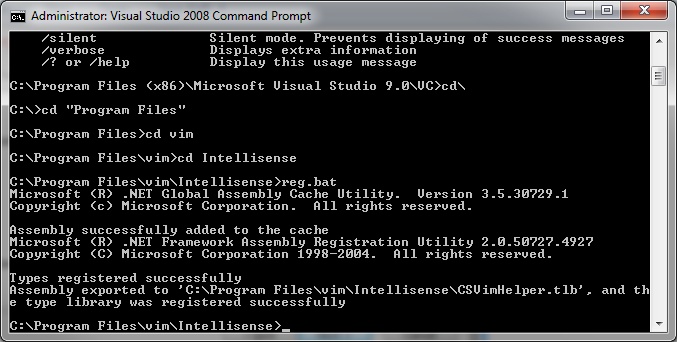 Administrator: Visual Studio 2008 Command Prompt
/silent Silent mode. Prevents displaying of success messages
/verbose Displays extra information
/? or /help Display this usage message
C:\Program Files (x86)\Microsoft Visual Studio 9.0\VC>cd\
C:\>cd "Program Files"
C:\Program Files>cd vim
C:\Program Files\vim>cd Intellisense
C:\Program Files\vim\Intellisense>reg.bat
Microsoft (R) .NET Global Assembly Cache Utility.  Version 3.5.30729.1
Copyright (c) Microsoft Corporation.  All rights reserved.
Assembly successfully added to the cache
Microsoft (R) .NET Framework Assembly Registration Utility 2.0.50727.4927
Copyright (C) Microsoft Corporation 1998-2004.  All rights reserved.
Types registered successfully
Assembly exported to 'C:\Program Files\vim\Intellisense\CSVimHelper.tlb', and th
e type library was registered successfully
C:\Program Files\vim\Intellisense>_